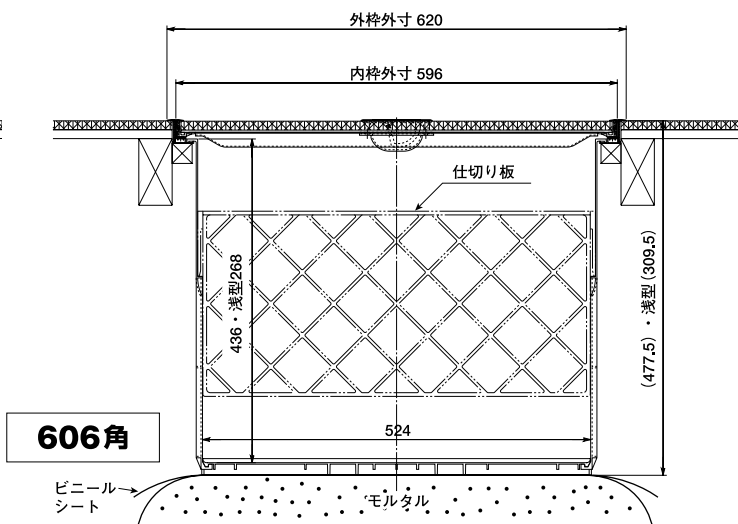 外枠外寸 620
内枠外寸 596
仕切り板
436・浅型268
(477.5)・浅型(309.5)
524
606角
ビニール
シート
モルタル